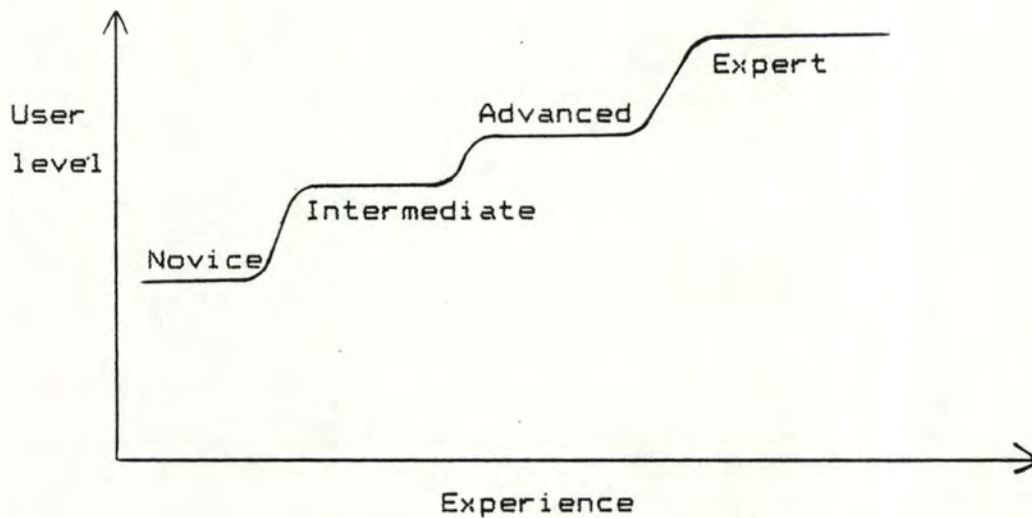 Expert
User
level
Advanced
Intermediate
Novice
Experience